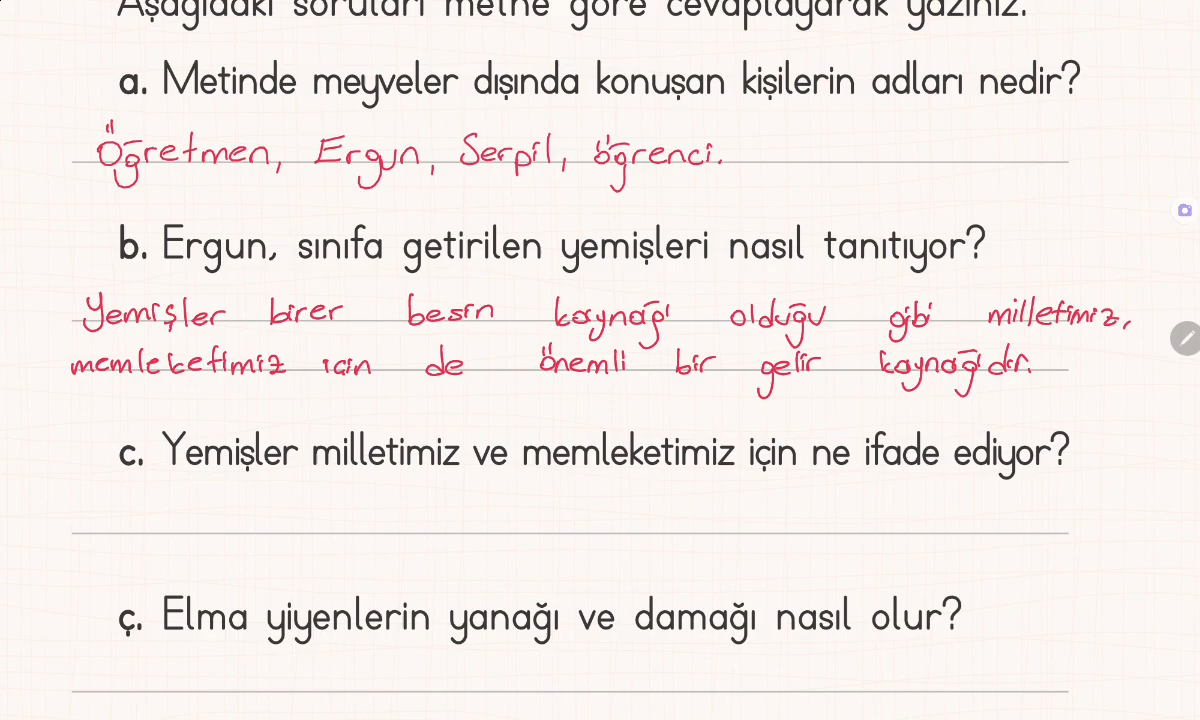 Aşağıdaki soruları metne göre cevaplayarak yazınız.
a. Metinde meyveler dışında konuşan kişilerin adları nedir?
Öğretmen, Ergun, Serpil, öğrenci.
b. Ergun, sınıfa getirilen yemişleri nasıl tanıtıyor?
Yemişler birer besin kaynağı olduğu gibi milletimiz,
memleketimiz için de önemli bir gelir kaynağıdır.
c. Yemişler milletimiz ve memleketimiz için ne ifade ediyor?
ç. Elma yiyenlerin yanağı ve damağı nasıl olur?